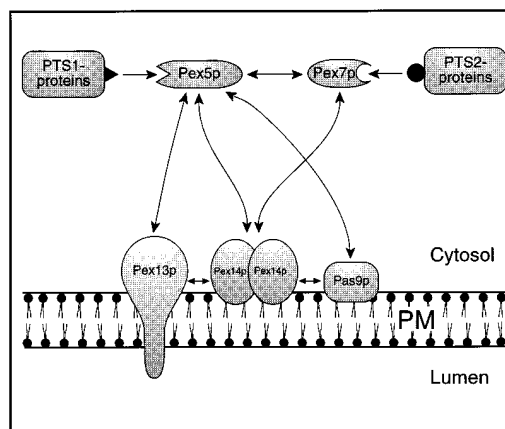 PTS1-
proteins
Pex5p
Pex7p
PTS2-
proteins
Pex13p
Pex14p
Pex14p
Pas9p
Cytosol
PM
Lumen